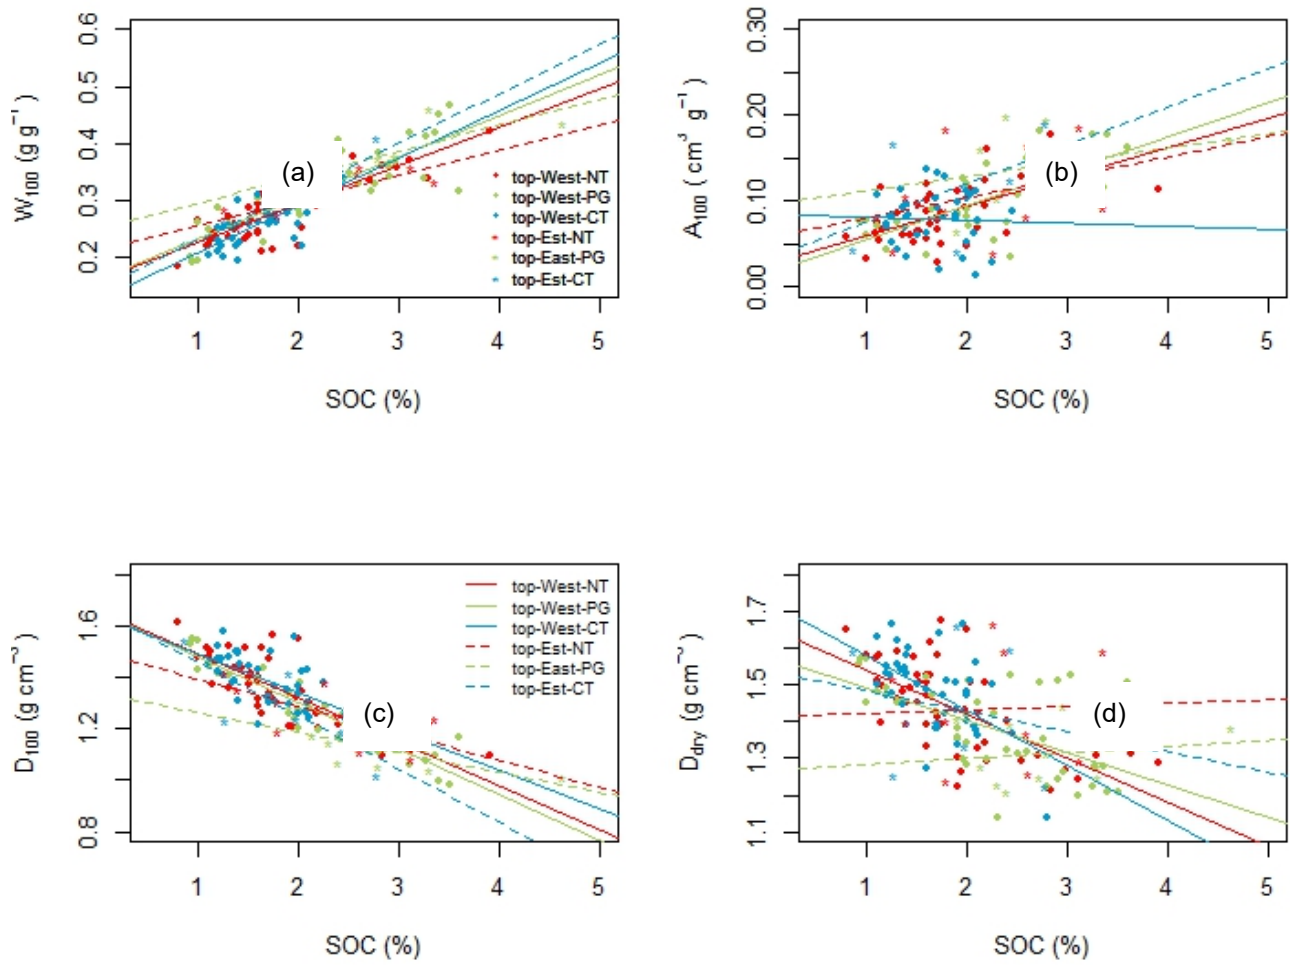 W100 (g g−1)
0.2 0.3 0.4 0.5 0.6
(a)
top-West-NT
top-West-PG
top-West-CT
top-Est-NT
top-East-PG
top-Est-CT
1 2 3 4 5
SOC (%)
A100 ( cm3 g−1)
0.00 0.10 0.20 0.30
(b)
1 2 3 4 5
SOC (%)
D100 (g cm−3)
0.8 1.2 1.6
(c)
top-West-NT
top-West-PG
top-West-CT
top-Est-NT
top-East-PG
top-Est-CT
1 2 3 4 5
SOC (%)
Ddry (g cm−3)
1.1 1.3 1.5 1.7
(d)
1 2 3 4 5
SOC (%)